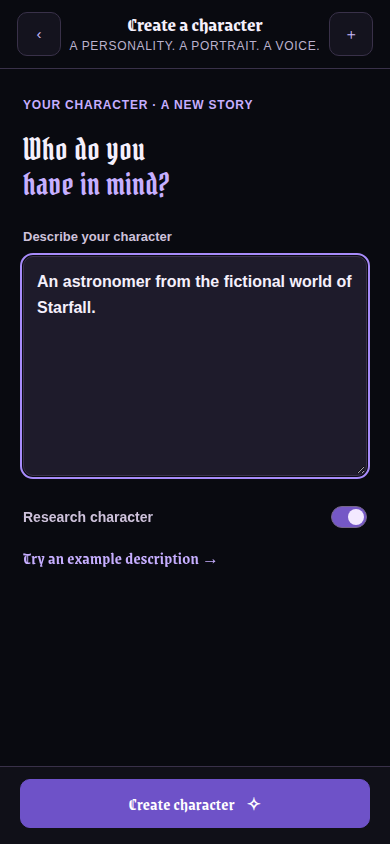 Create a character
A PERSONALITY. A PORTRAIT. A VOICE.
YOUR CHARACTER · A NEW STORY
Who do you
have in mind?
Describe your character
An astronomer from the fictional world of
Starfall.
Research character
Try an example description →
Create character ✧